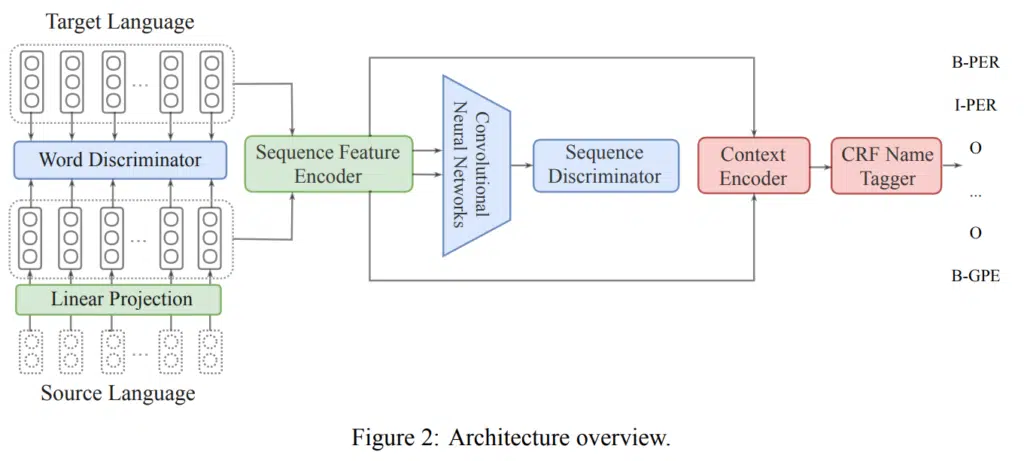 Target Language
...
Word Discriminator
...
Linear Projection
...
Source Language
Sequence Feature
Encoder
Convolutional
Neural Networks
Sequence
Discriminator
Context
Encoder
CRF Name
Tagger
B-PER
I-PER
O
...
O
B-GPE
Figure 2: Architecture overview.